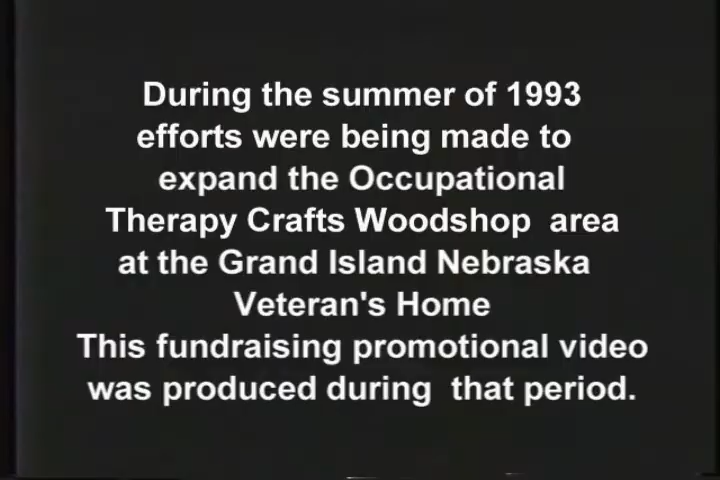 During the summer of 1993
efforts were being made to
expand the Occupational
Therapy Crafts Woodshop area
at the Grand Island Nebraska
Veteran's Home
This fundraising promotional video
was produced during that period.